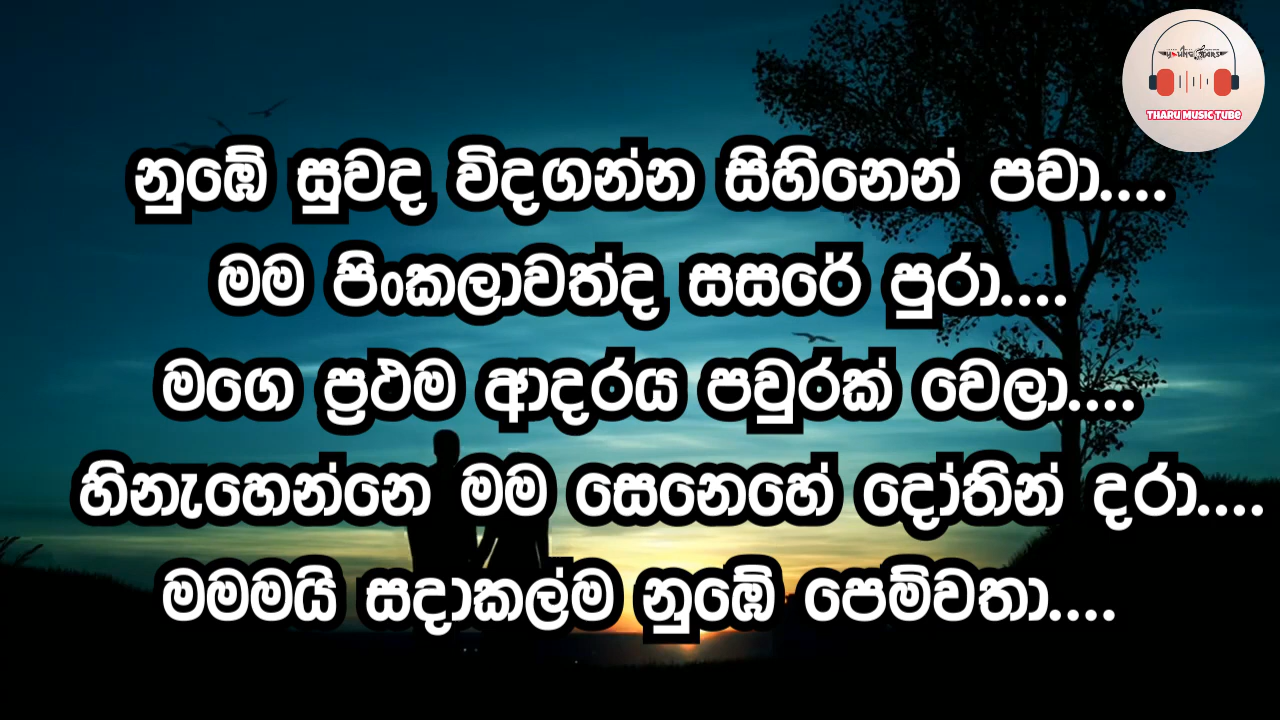 නුඹේ සුවද විදගන්න සිහිනෙන් පවා....
මම පිංකලාවත්ද සසරේ පුරා....
මගෙ ප්‍රථම ආදරය පවුරක් වෙලා....
හිනැහෙන්නෙ මම සෙනෙහේ දෝතින් දරා....
මමමයි සදාකල්ම නුඹේ පෙම්වතා....
THARU MUSIC TUBE